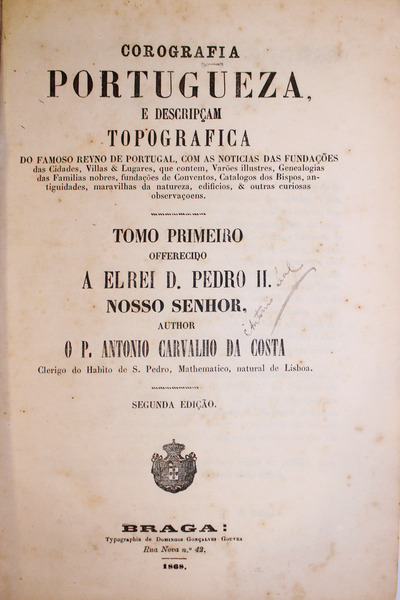 COROGRAFIA
PORTUGUEZA,
E DESCRIPÇAM
TOPOGRAFICA
DO FAMOSO REYNO DE PORTUGAL, COM AS NOTICIAS DAS FUNDAÇÕES
das Cidades, Villas & Lugares, que contem, Varões illustres, Genealogias
das Familias nobres, fundações de Conventos, Catalogos dos Bispos, an-
tiguidades, maravilhas da natureza, edificios, & outras curiosas
observaçoens.
TOMO PRIMEIRO
OFFERECIDO
A ELREI D. PEDRO II.
NOSSO SENHOR,
AUTHOR
O P. ANTONIO CARVALHO DA COSTA
Clerigo do Habito de S. Pedro, Mathematico, natural de Lisboa.
Antonio Leal
SEGUNDA EDIÇÃO.
BRAGA:
Typographia de Domingos Gonçalves Gouvea
Rua Nova n.º 42.
1868.